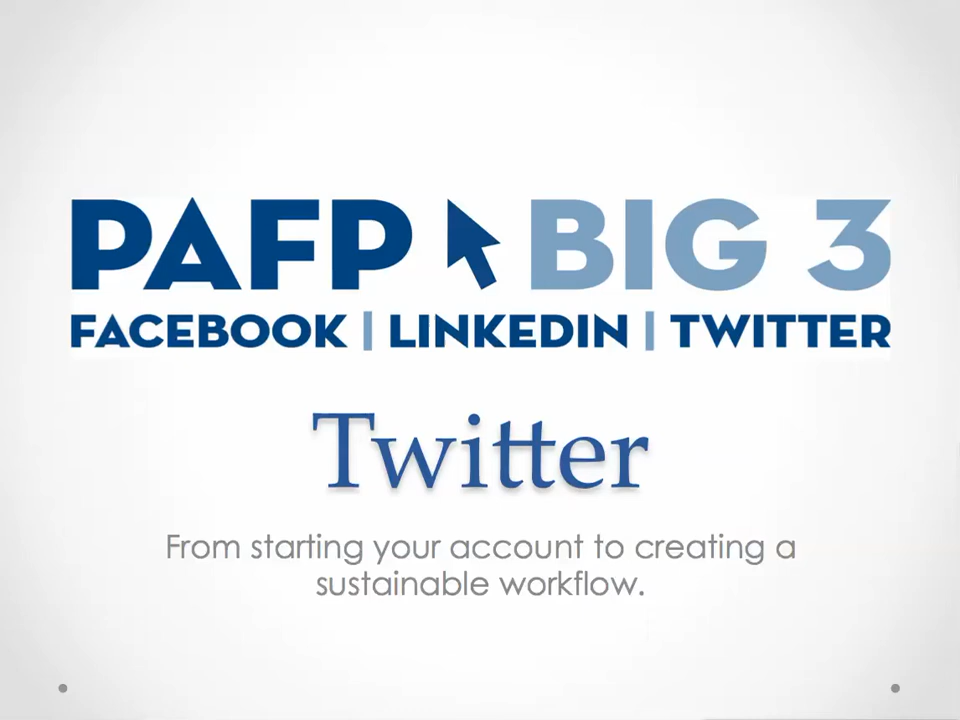 PAFP BIG 3
FACEBOOK | LINKEDIN | TWITTER
Twitter
From starting your account to creating a
sustainable workflow.